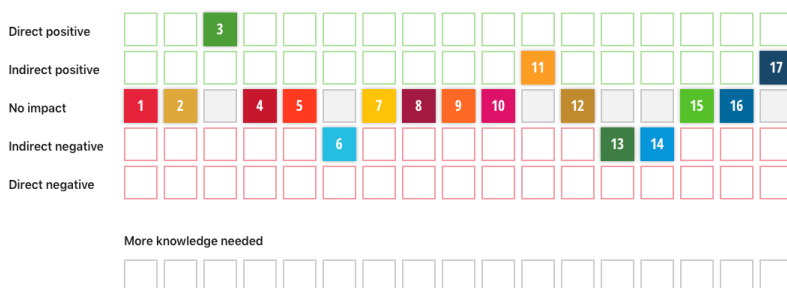 Direct positive 3
Indirect positive 11 17
No impact 1 2 4 5 7 8 9 10 12 15 16
Indirect negative 6 13 14
Direct negative
More knowledge needed